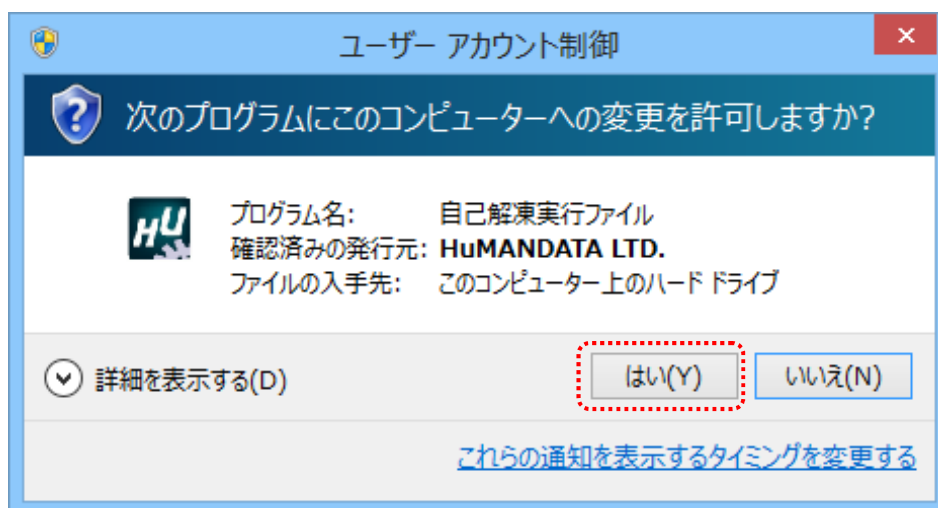 ユーザー アカウント制御
次のプログラムにこのコンピューターへの変更を許可しますか?
HU
プログラム名: 自己解凍実行ファイル
確認済みの発行元: HuMANDATA LTD.
ファイルの入手先: このコンピューター上のハード ドライブ
詳細を表示する(D) はい(Y) いいえ(N)
これらの通知を表示するタイミングを変更する